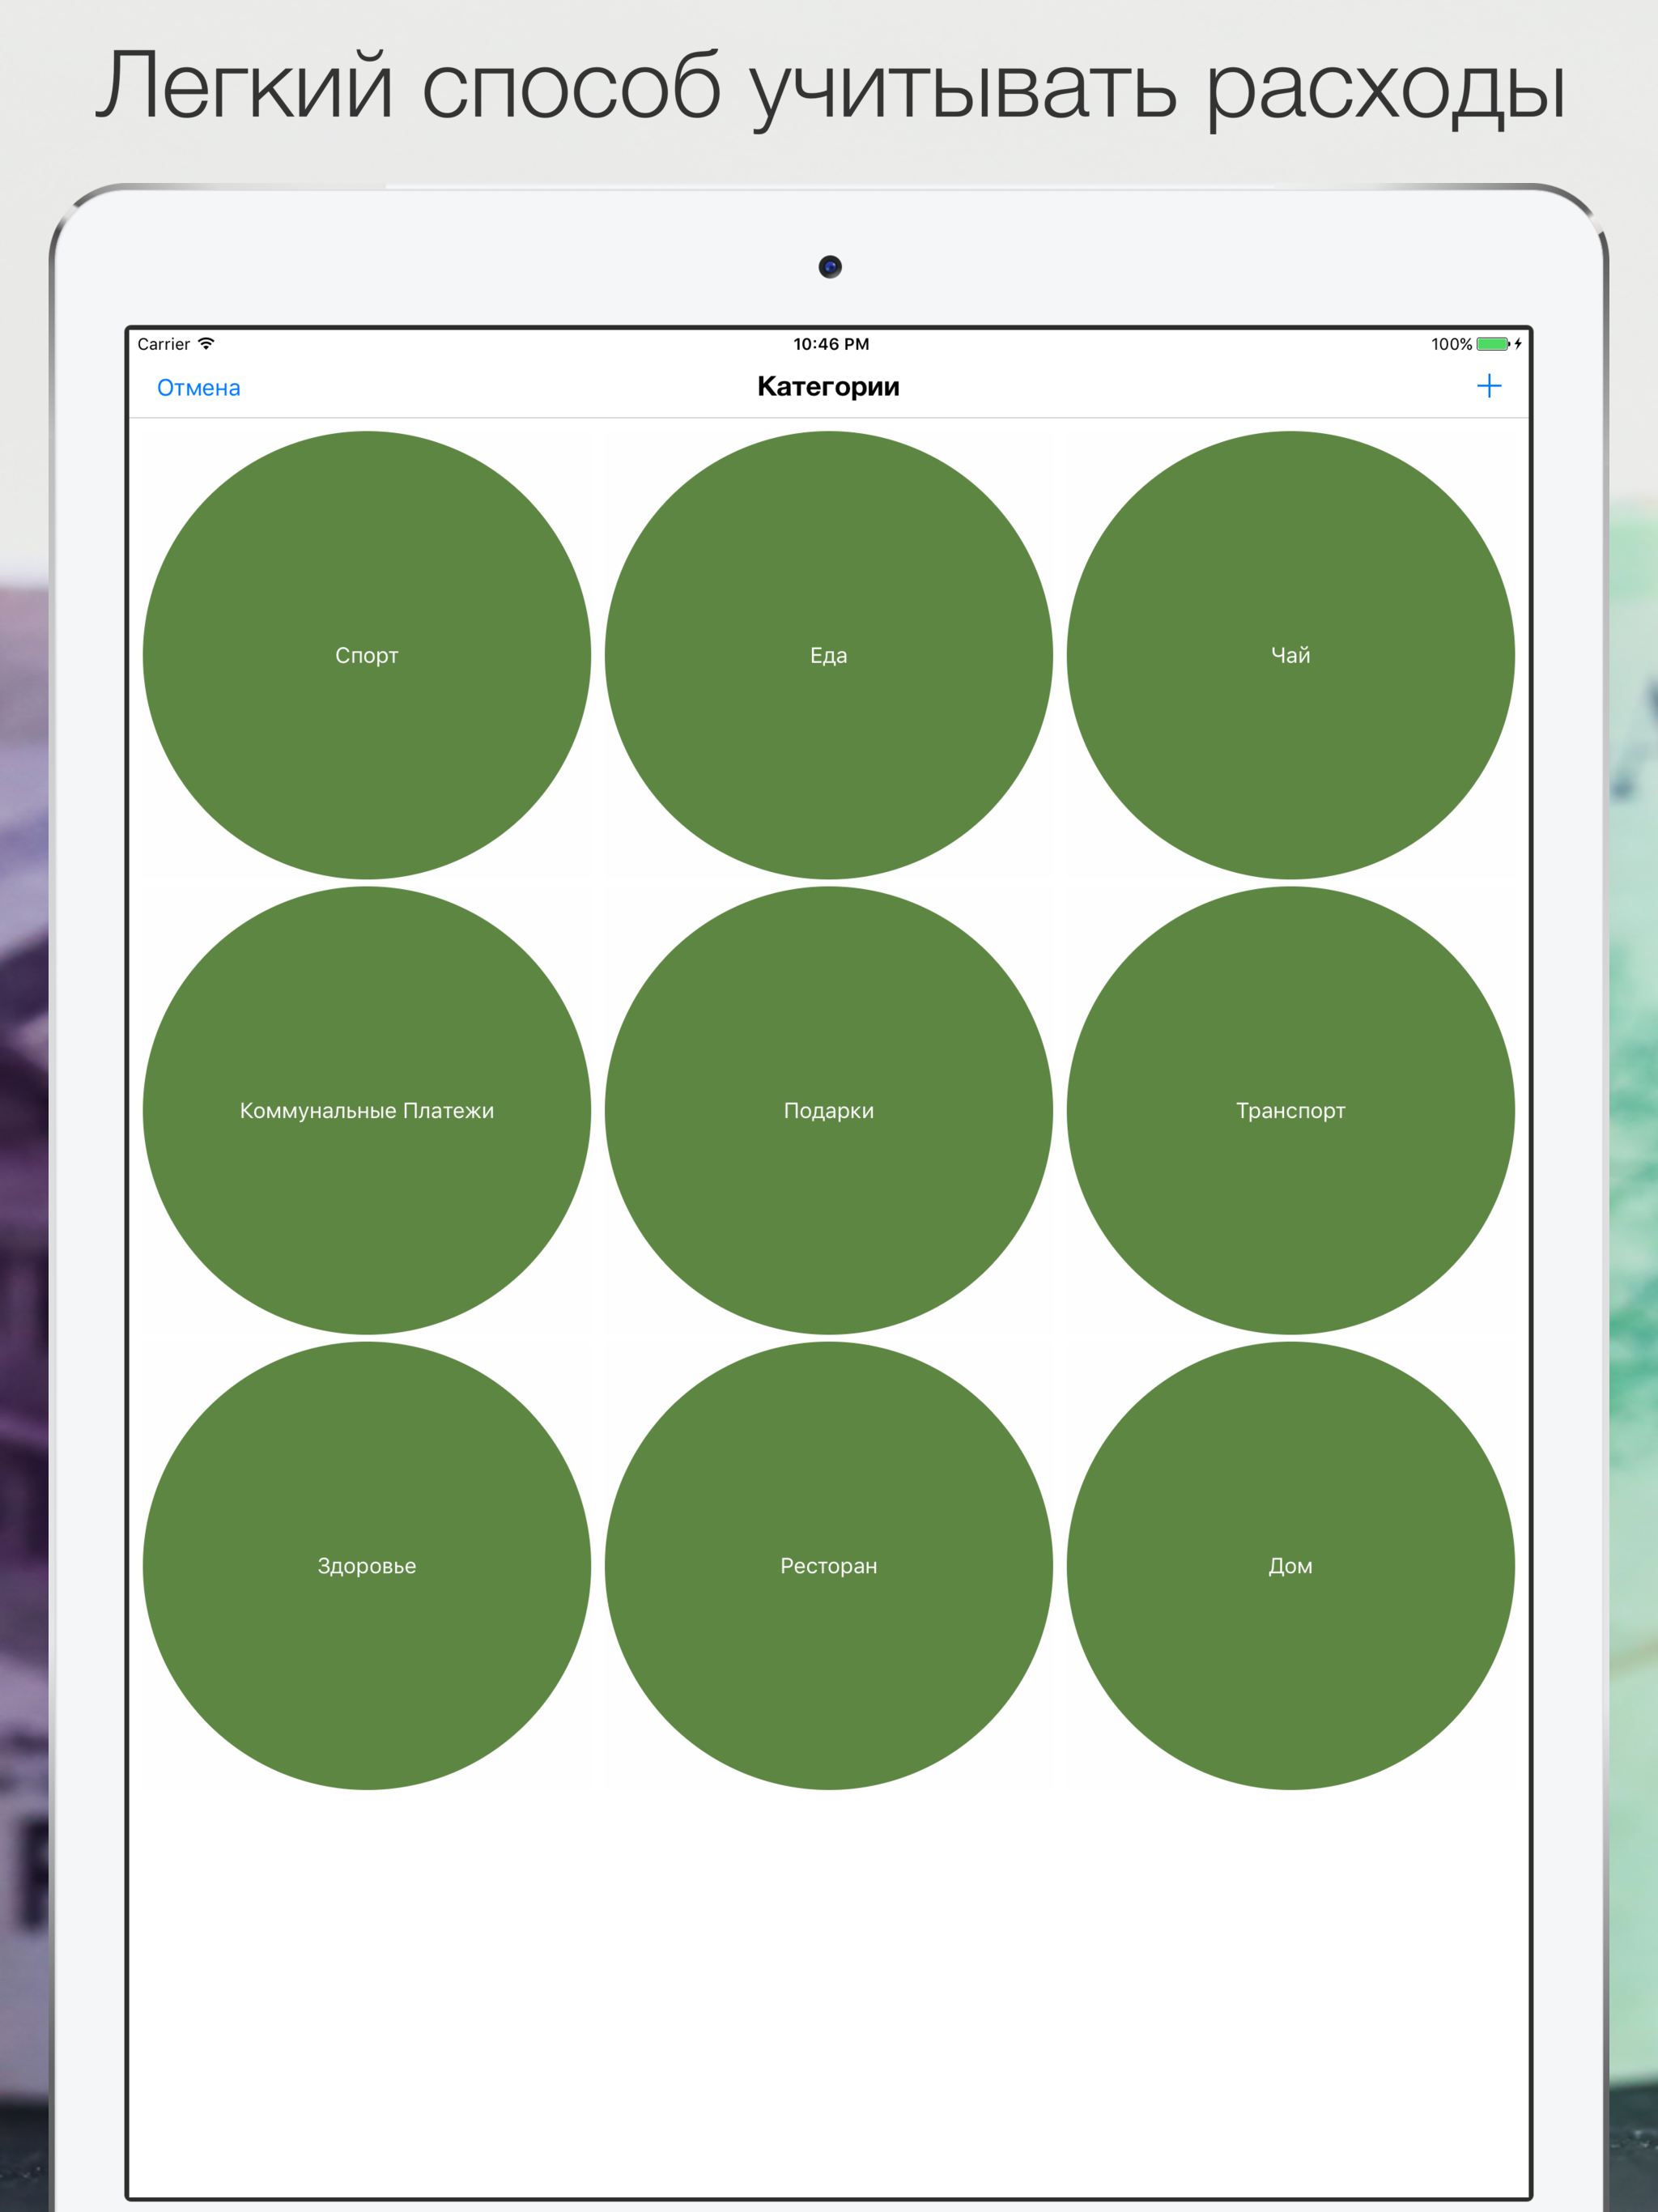 Легкий способ учитывать расходы
Carrier 10:46 PM 100%
Отмена Категории +
Спорт Еда Чай
Коммунальные Платежи Подарки Транспорт
Здоровье Ресторан Дом